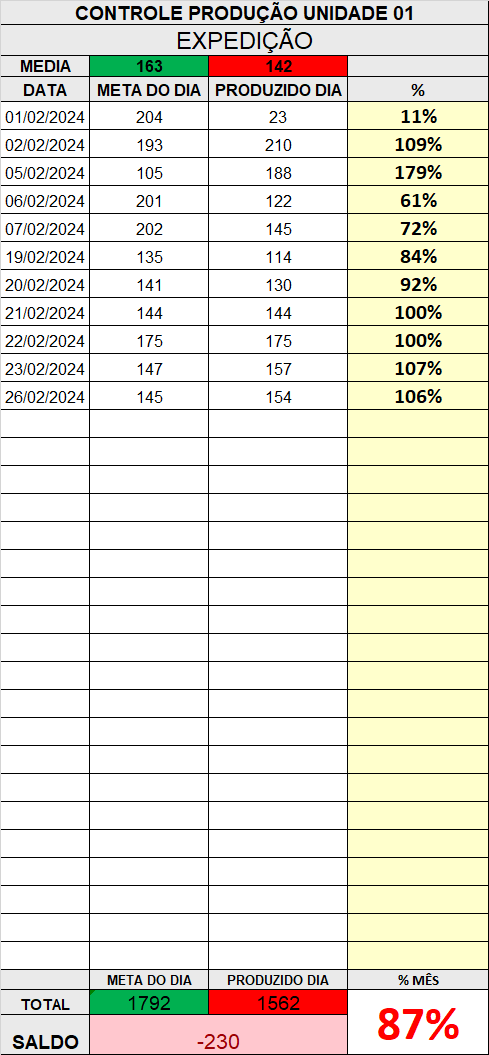 CONTROLE PRODUÇÃO UNIDADE 01
EXPEDIÇÃO
MEDIA 163 142
DATA META DO DIA PRODUZIDO DIA %
01/02/2024 204 23 11%
02/02/2024 193 210 109%
05/02/2024 105 188 179%
06/02/2024 201 122 61%
07/02/2024 202 145 72%
19/02/2024 135 114 84%
20/02/2024 141 130 92%
21/02/2024 144 144 100%
22/02/2024 175 175 100%
23/02/2024 147 157 107%
26/02/2024 145 154 106%
META DO DIA PRODUZIDO DIA % MÊS
TOTAL 1792 1562 87%
SALDO -230